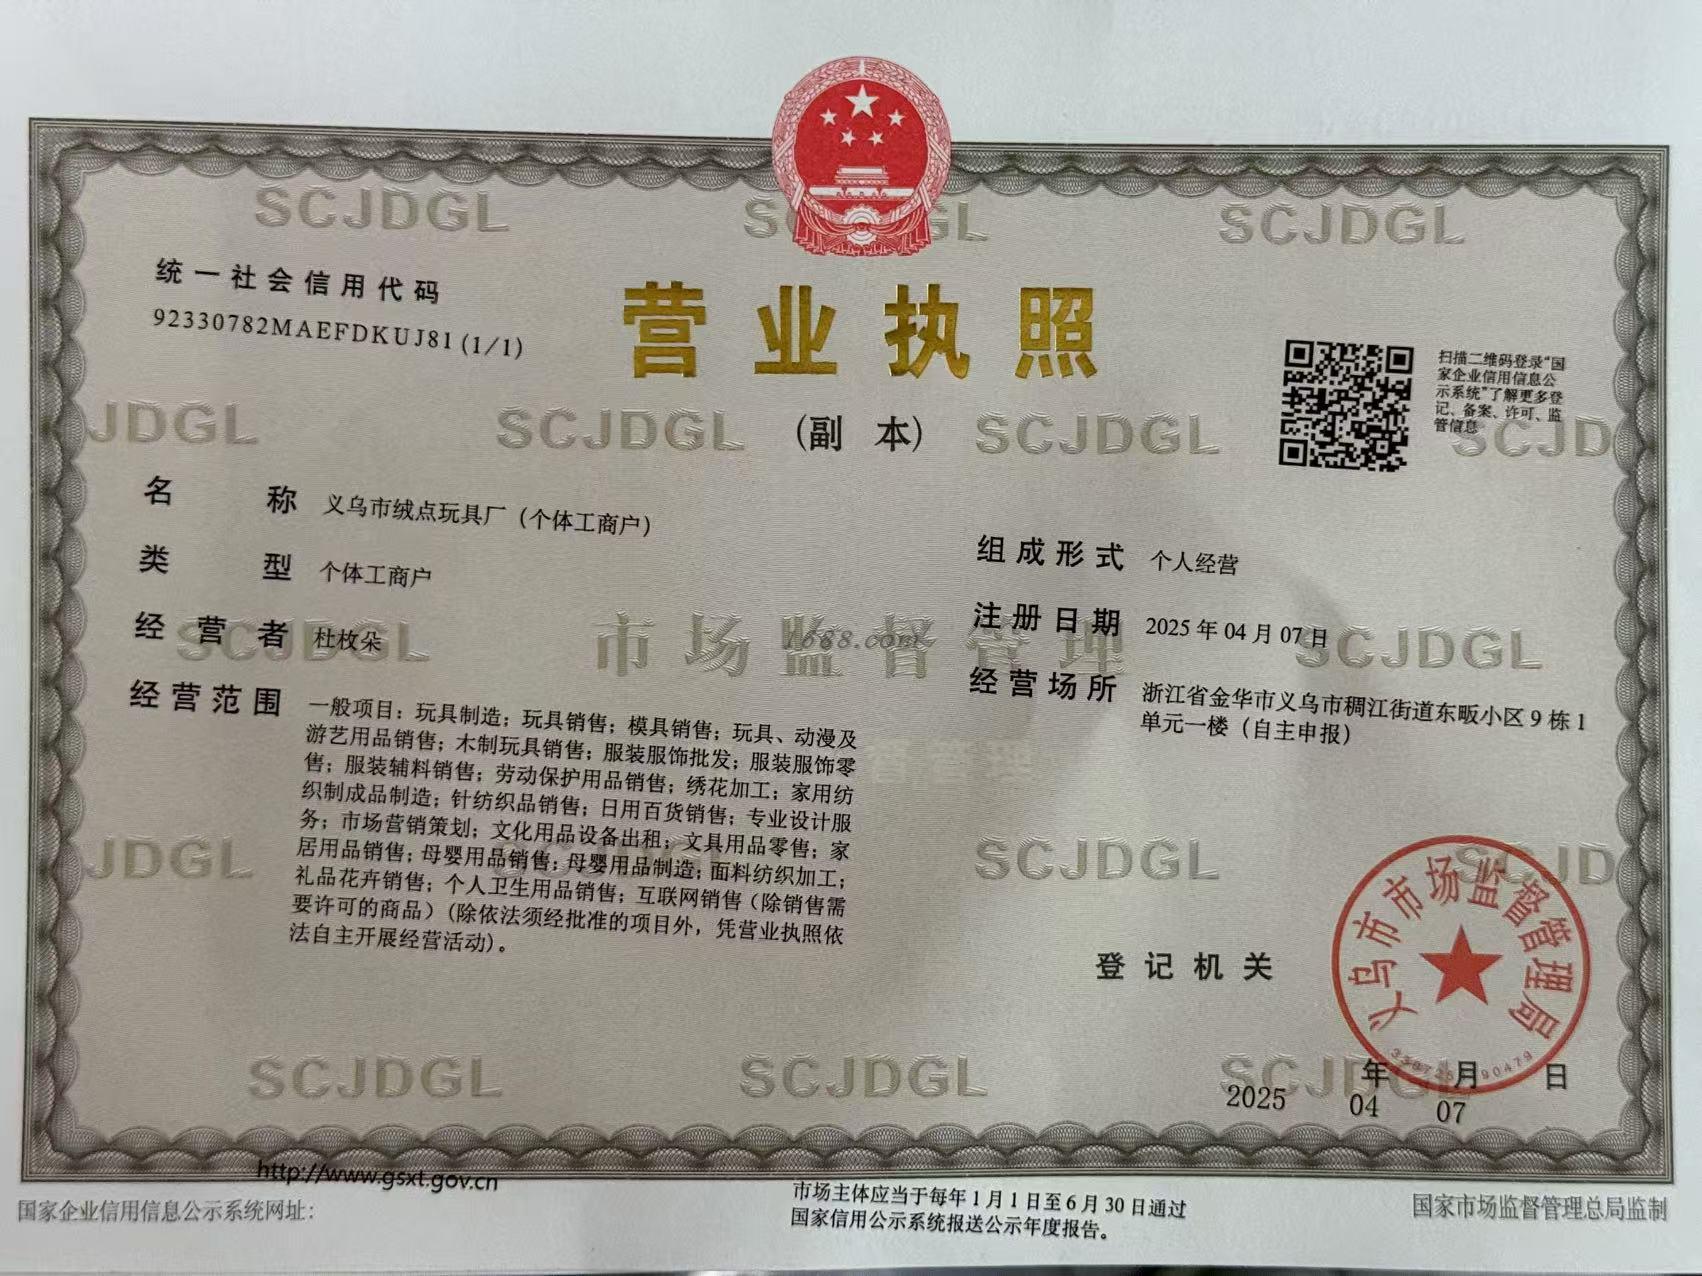 SCJDGL
SCJDGL
统一社会信用代码
92330782MAEFDKUJ81(1/1)
营业执照
(副本)
扫描二维码登录“国
家企业信用信息公
示系统”了解更多登
记、备案、许可、监
管信息
JDGL
SCJDGL
SCJDGL
SCJD
名称 义乌市绒点玩具厂（个体工商户）
类型 个体工商户
经营者 杜枚朵
经营范围 一般项目：玩具制造；玩具销售；模具销售；玩具、动漫及
游艺用品销售；木制玩具销售；服装服饰批发；服装服饰零
售；服装辅料销售；劳动保护用品销售；绣花加工；家用纺
织制成品制造；针纺织品销售；日用百货销售；专业设计服
务；市场营销策划；文化用品设备出租；文具用品零售；家
居用品销售；母婴用品销售；母婴用品制造；面料纺织加工；
礼品花卉销售；个人卫生用品销售；互联网销售（除销售需
要许可的商品）(除依法须经批准的项目外，凭营业执照依
法自主开展经营活动)。
组成形式 个人经营
注册日期 2025年04月07日
经营场所 浙江省金华市义乌市稠江街道东畈小区9栋1
单元一楼（自主申报）
SCJDGL
市场监督管理
1688.com
SCJDGL
JDGL
SCJDGL
SCJD
登记机关
义乌市市场监督管理局
SCJDGL
SCJDGL
SCJDGL
年 月 日
2025 04 07
http://www.gsxt.gov.cn
国家企业信用信息公示系统网址：
市场主体应当于每年1月1日至6月30日通过
国家信用公示系统报送公示年度报告。
国家市场监督管理总局监制